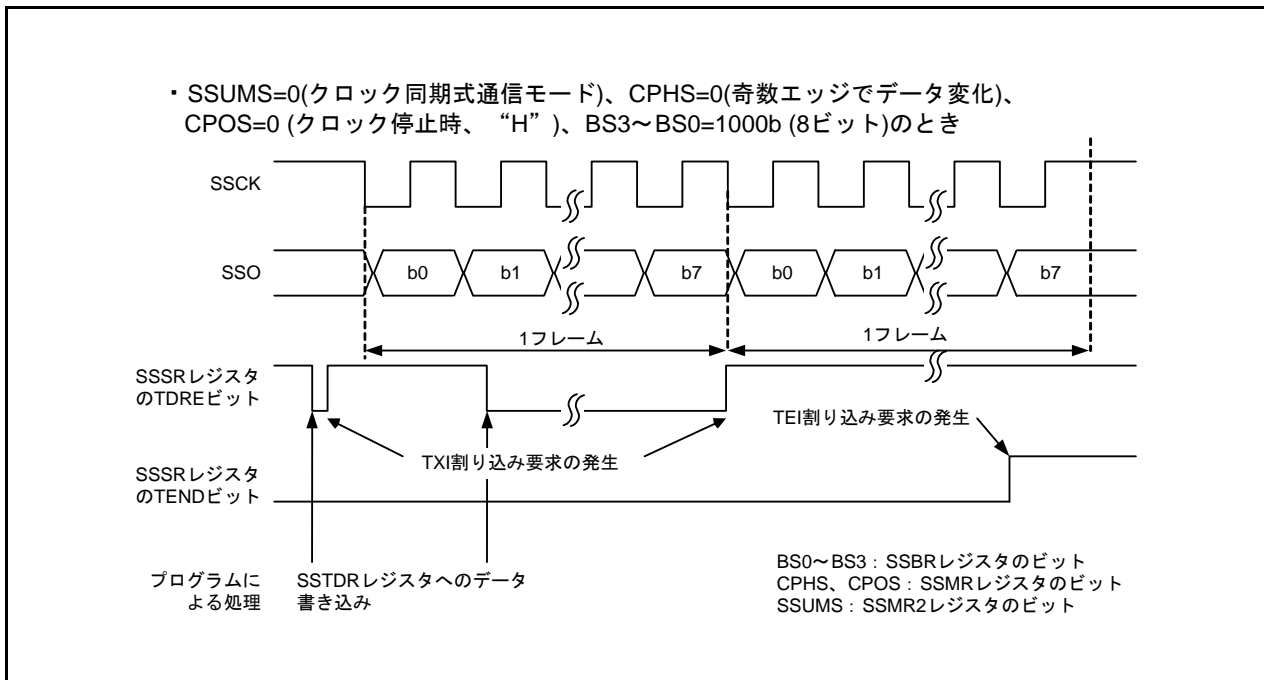 ・SSUMS=0(クロック同期式通信モード)、CPHS=0(奇数エッジでデータ変化)、
CPOS=0 (クロック停止時、 “H” )、BS3～BS0=1000b (8ビット)のとき
SSCK
SSO
b0
b1
b7
b0
b1
b7
1フレーム
1フレーム
SSSRレジスタ
のTDREビット
TXI割り込み要求の発生
TEI割り込み要求の発生
SSSRレジスタ
のTENDビット
プログラムに
よる処理
SSTDRレジスタへのデータ
書き込み
BS0～BS3：SSBRレジスタのビット
CPHS、CPOS：SSMRレジスタのビット
SSUMS：SSMR2レジスタのビット